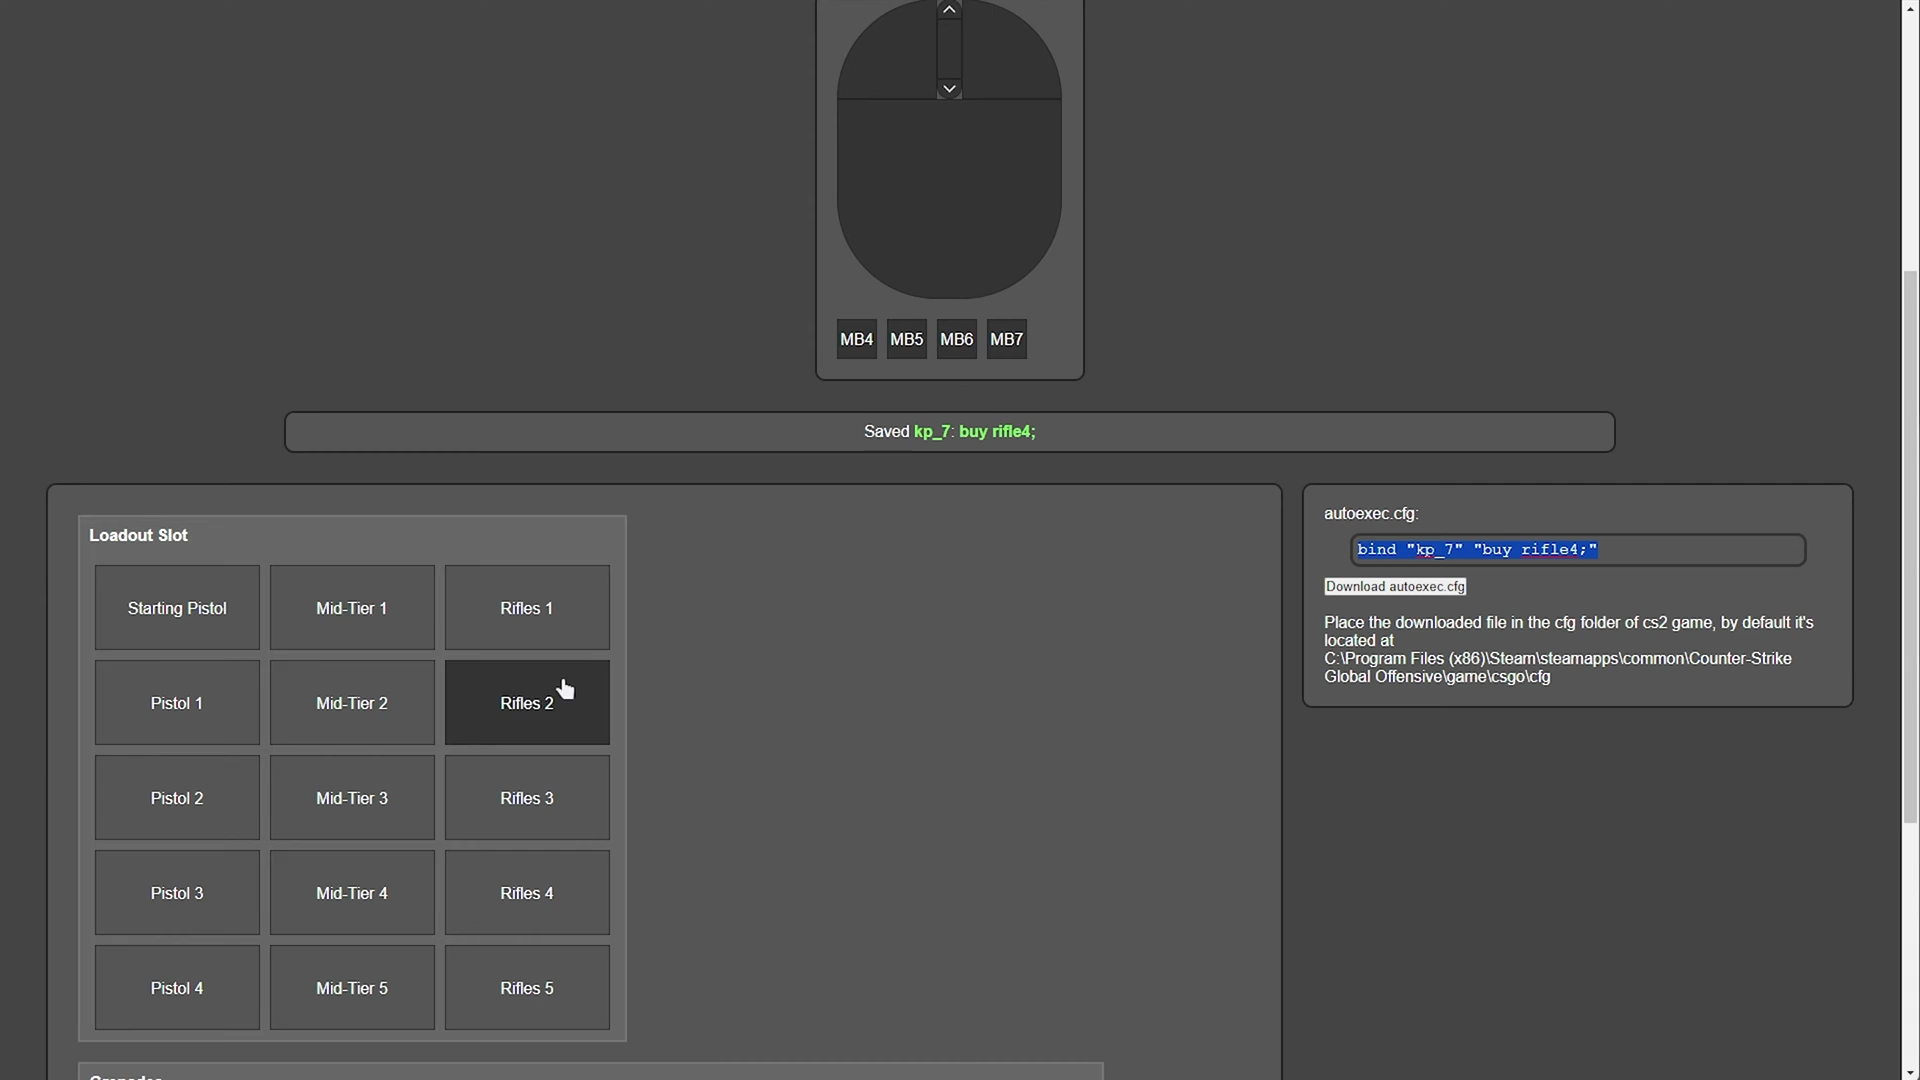 MB4 MB5 MB6 MB7
Saved kp_7: buy rifle4;
Loadout Slot
Starting Pistol Mid-Tier 1 Rifles 1
Pistol 1 Mid-Tier 2 Rifles 2
Pistol 2 Mid-Tier 3 Rifles 3
Pistol 3 Mid-Tier 4 Rifles 4
Pistol 4 Mid-Tier 5 Rifles 5
autoexec.cfg:
bind "kp_7" "buy rifle4;"
Download autoexec.cfg
Place the downloaded file in the cfg folder of cs2 game, by default it's
located at
C:\Program Files (x86)\Steam\steamapps\common\Counter-Strike
Global Offensive\game\csgo\cfg